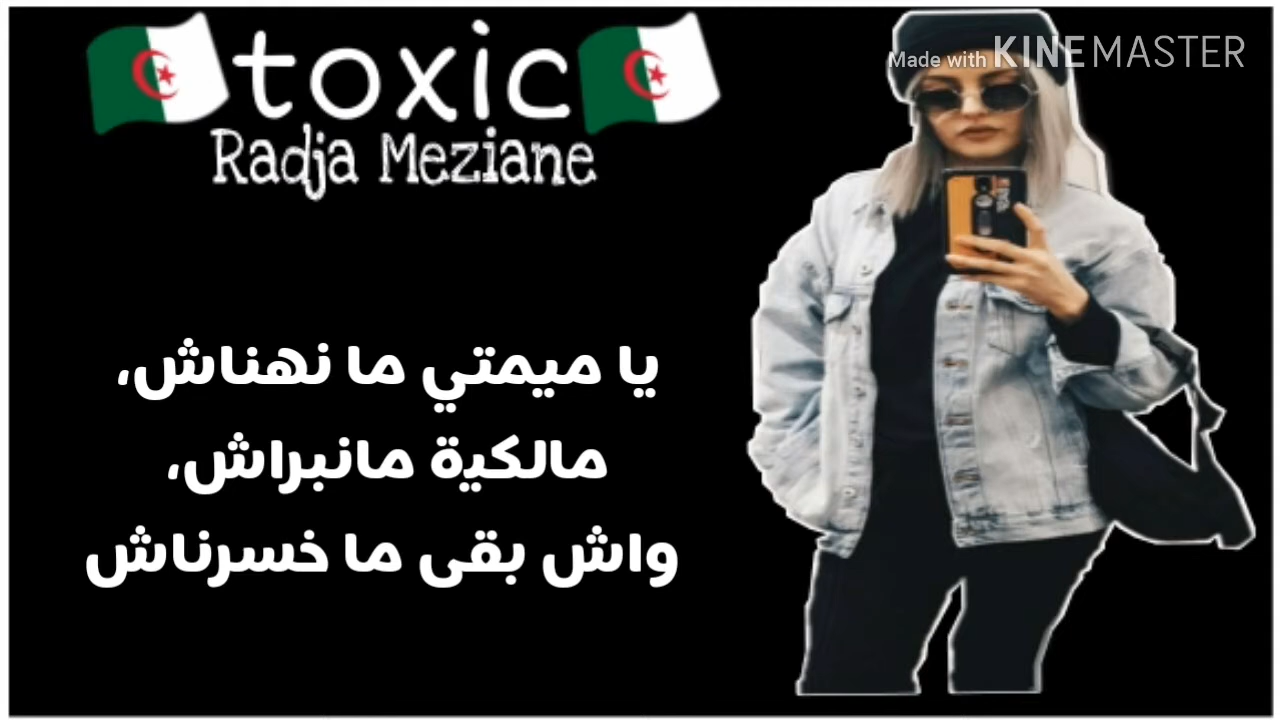 toxic
Radja Meziane
Made with KINEMASTER
يا ميمتي ما نهناش،
مالكية مانبراش،
واش بقى ما خسرناش